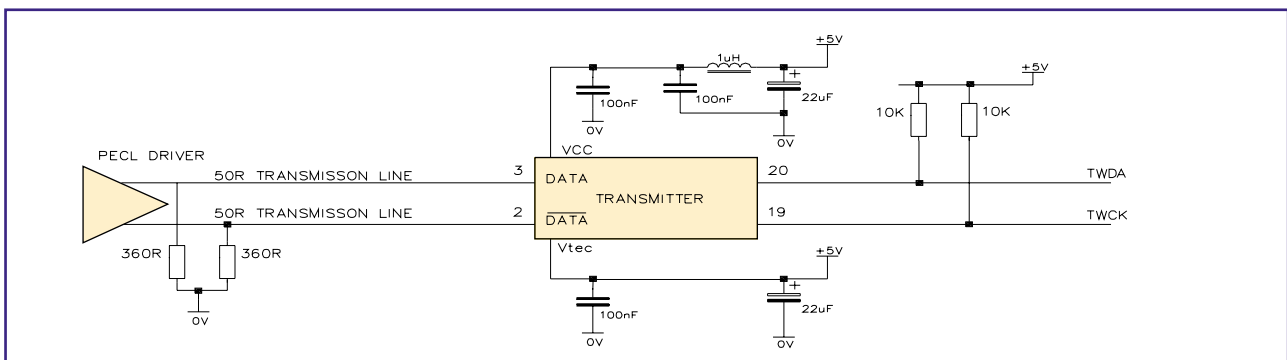 +5V
1uH
100nF
100nF
22uF
0V
0V
+5V
10K
10K
PECL DRIVER
VCC
50R TRANSMISSON LINE
3
DATA
TRANSMITTER
20
TWDA
50R TRANSMISSON LINE
2
DATA
19
TWCK
360R
360R
0V
Vtec
+5V
100nF
22uF
0V
0V